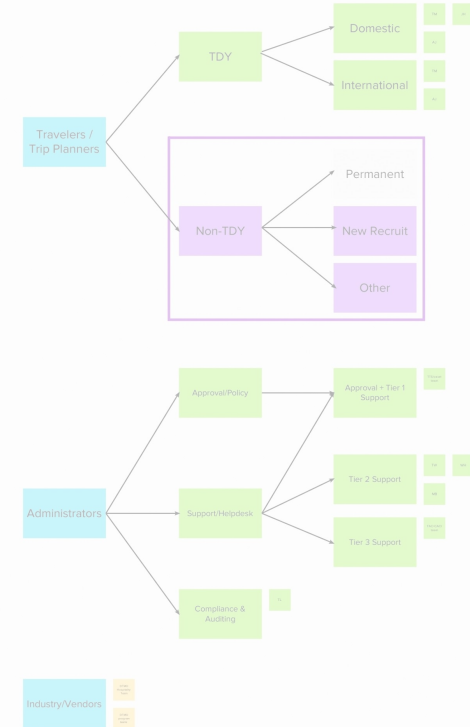 Domestic
TDY
International
Travelers /
Trip Planners
Permanent
Non-TDY
New Recruit
Other
Approval/Policy
Approval + Tier 1
Support
Tier 2 Support
Administrators
Support/Helpdesk
Tier 3 Support
Compliance &
Auditing
Industry/Vendors